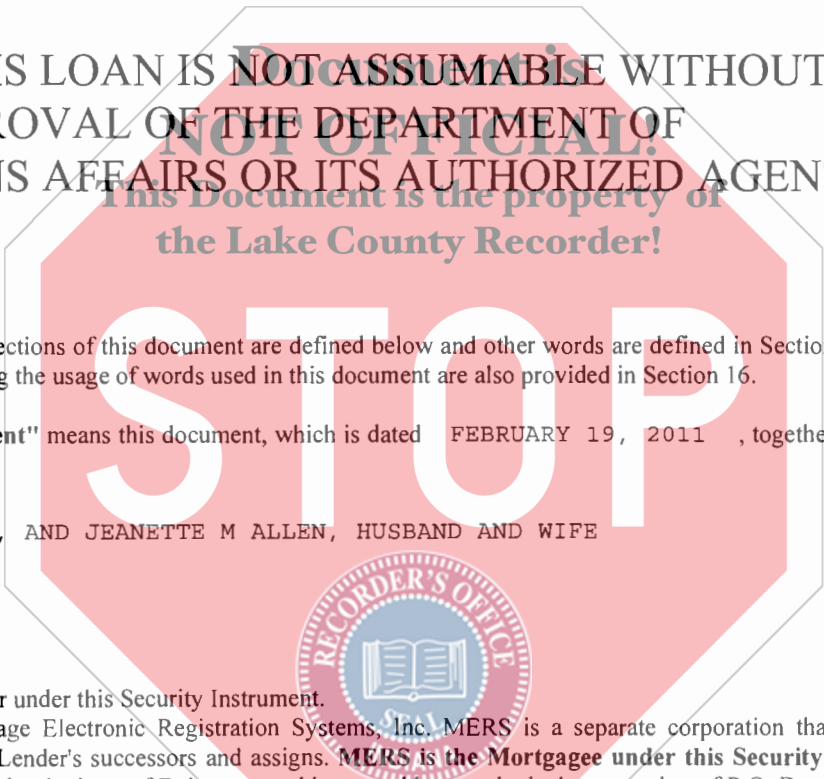 IS LOAN IS NOT ASSUMABLE WITHOUT
Document is
ROVAL OF THE DEPARTMENT OF
NOT OFFICIAL!
NS AFFAIRS OR ITS AUTHORIZED AGEN
This Document is the property of
the Lake County Recorder!
STOP
ections of this document are defined below and other words are defined in Sectio
g the usage of words used in this document are also provided in Section 16.
ent" means this document, which is dated FEBRUARY 19, 2011 , togethe
, AND JEANETTE M ALLEN, HUSBAND AND WIFE
RECORDER'S OFFICE
SEAL
r under this Security Instrument.
age Electronic Registration Systems, Inc. MERS is a separate corporation tha
Lender's successors and assigns. MERS is the Mortgagee under this Security